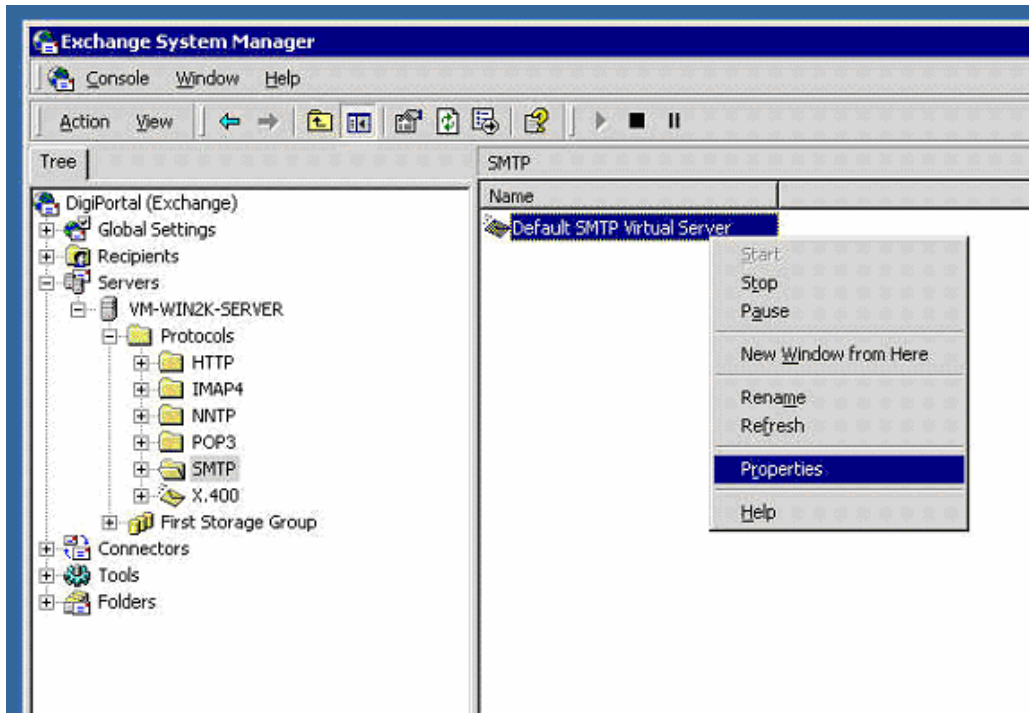 Exchange System Manager
Console Window Help
Action View
Tree
SMTP
Name
DigiPortal (Exchange)
Global Settings
Recipients
Servers
VM-WIN2K-SERVER
Protocols
HTTP
IMAP4
NNTP
POP3
SMTP
X.400
First Storage Group
Connectors
Tools
Folders
Default SMTP Virtual Server
Start
Stop
Pause
New Window from Here
Rename
Refresh
Properties
Help